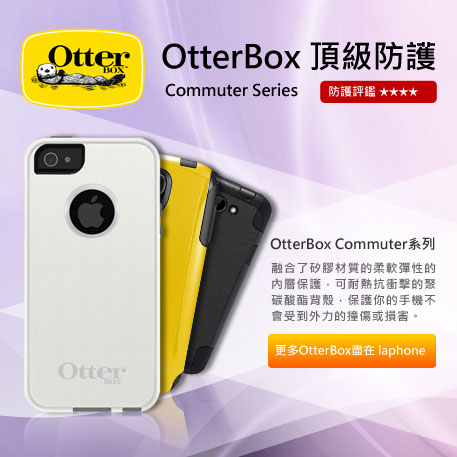 Otter
BOX
OtterBox 頂級防護
Commuter Series
防護評鑑 ★★★★
OtterBox Commuter系列
融合了矽膠材質的柔軟彈性的
內層保護，可耐熱抗衝擊的聚
碳酸酯背殼，保護你的手機不
會受到外力的撞傷或損害。
更多OtterBox盡在 laphone
Otter
BOX